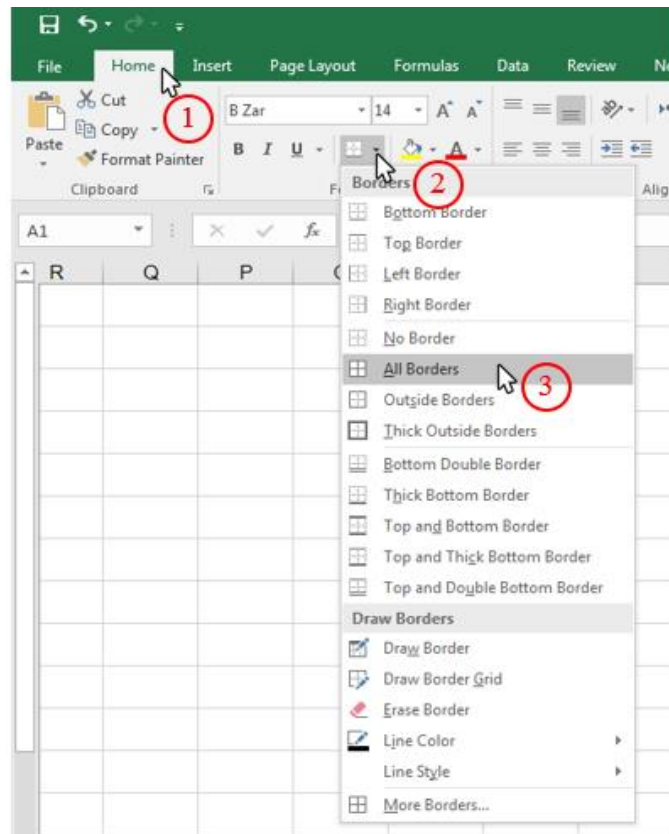 File Home Insert Page Layout Formulas Data Review
1
Cut
Copy
Format Painter
Paste
Clipboard
B Zar 14 A A
B I U A
2
Borders
A1 fx
R Q P
Bottom Border
Top Border
Left Border
Right Border
No Border
All Borders
3
Outside Borders
Thick Outside Borders
Bottom Double Border
Thick Bottom Border
Top and Bottom Border
Top and Thick Bottom Border
Top and Double Bottom Border
Draw Borders
Draw Border
Draw Border Grid
Erase Border
Line Color
Line Style
More Borders...